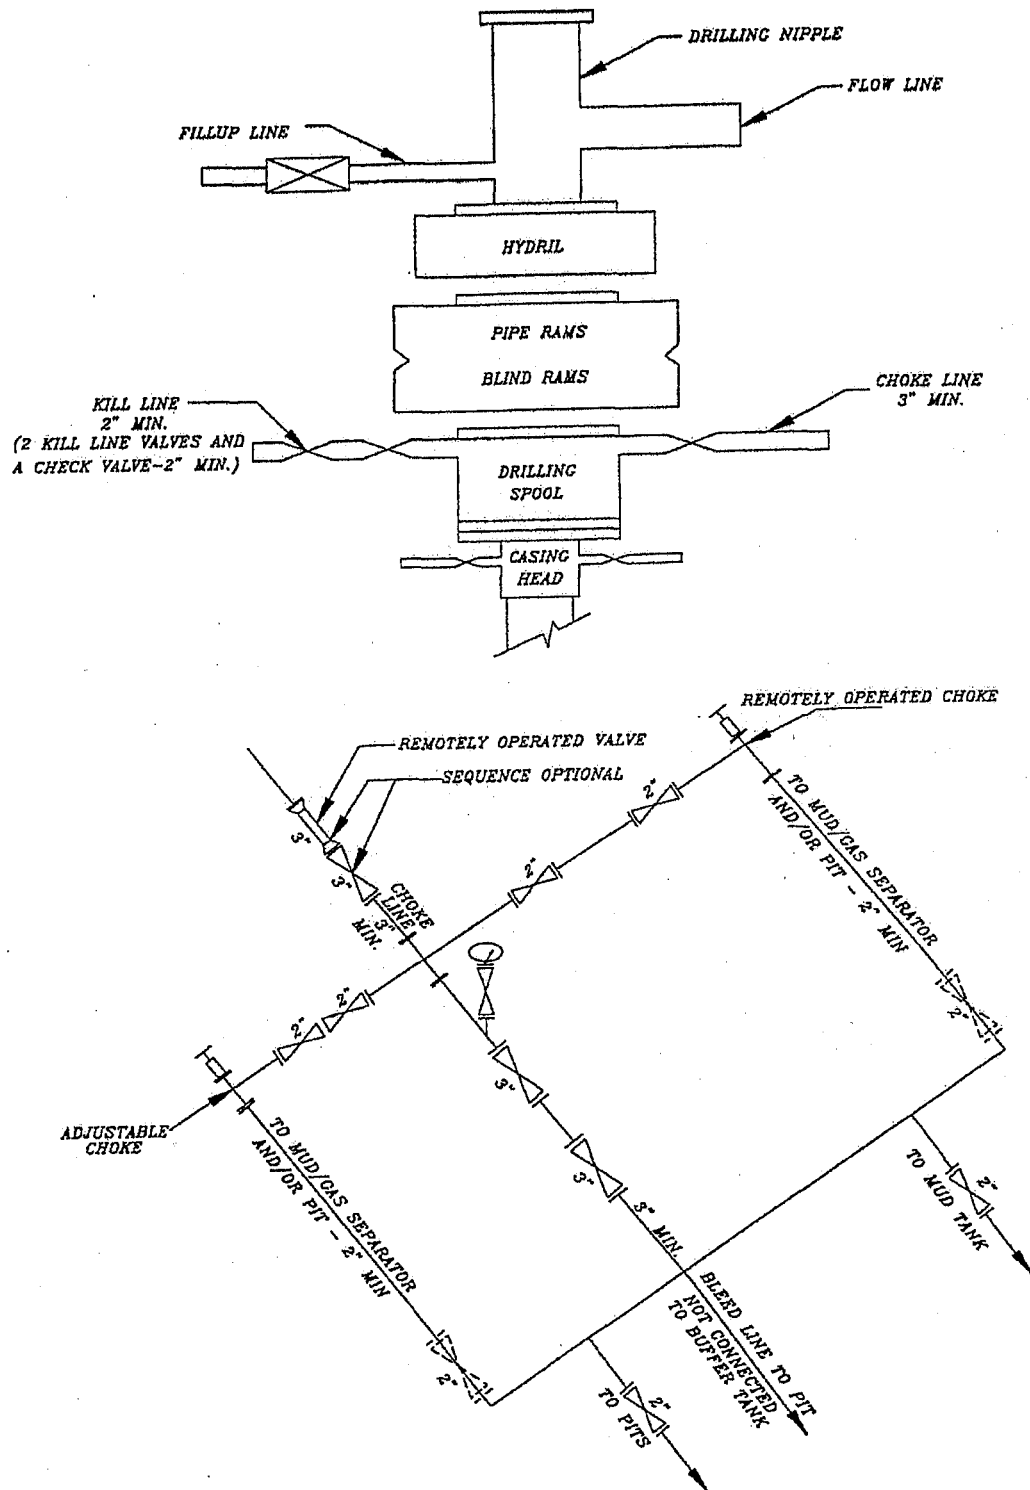 DRILLING NIPPLE
FLOW LINE
FILLUP LINE
HYDRIL
PIPE RAMS
BLIND RAMS
CHOKE LINE
3" MIN.
KILL LINE
2" MIN.
(2 KILL LINE VALVES AND
A CHECK VALVE-2" MIN.)
DRILLING
SPOOL
CASING
HEAD
REMOTELY OPERATED CHOKE
REMOTELY OPERATED VALVE
SEQUENCE OPTIONAL
3"
3"
CHOKE
LINE
3"
MIN.
2"
2"
TO MUD/GAS SEPARATOR
AND/OR PIT - 2" MIN
2"
2"
2"
ADJUSTABLE
CHOKE
TO MUD/GAS SEPARATOR
AND/OR PIT - 2" MIN
2"
3"
3"
3" MIN.
BLEED LINE TO PIT
NOT CONNECTED
TO BUFFER TANK
2"
TO MUD TANK
2"
TO PITS